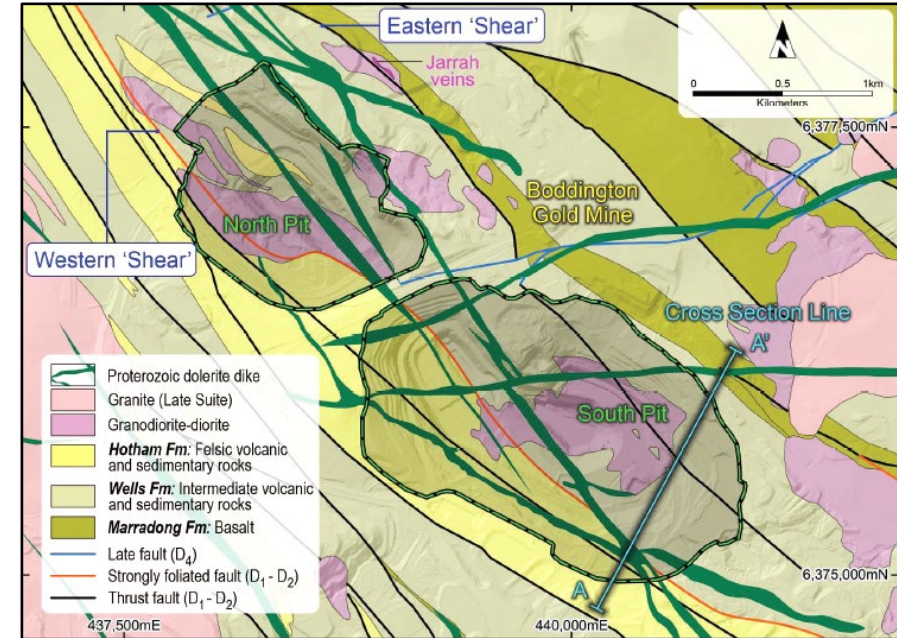 Eastern 'Shear'
Jarrah
veins
N
0 0.5 1km
Kilometers
6,377,500mN
Boddington
Gold Mine
North Pit
Western 'Shear'
Cross Section Line
A'
South Pit
Proterozoic dolerite dike
Granite (Late Suite)
Granodiorite-diorite
Hotham Fm: Felsic volcanic
and sedimentary rocks
Wells Fm: Intermediate volcanic
and sedimentary rocks
Marradong Fm: Basalt
Late fault (D4)
Strongly foliated fault (D1 - D2)
Thrust fault (D1 - D2)
6,375,000mN
A
437,500mE
440,000mE